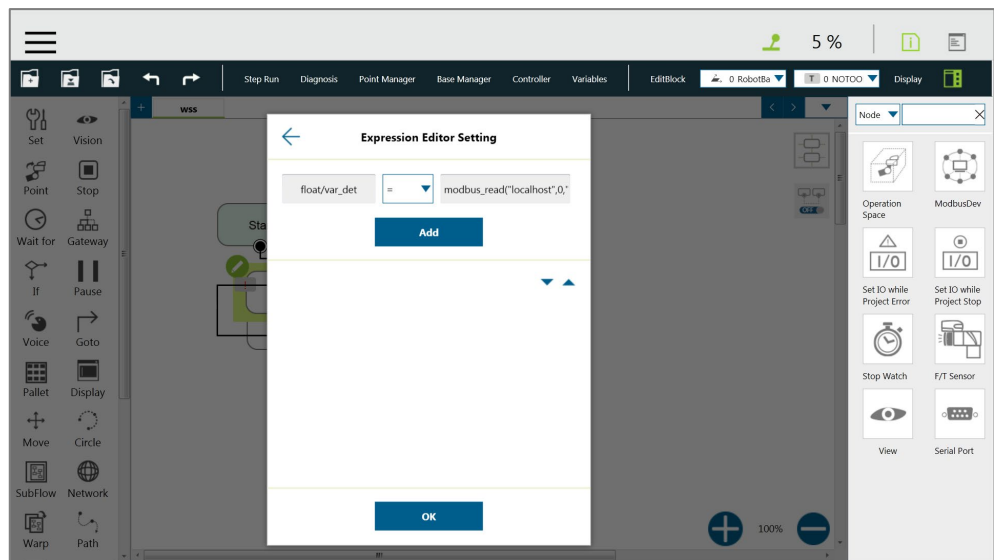 5 %
Step Run Diagnosis Point Manager Base Manager Controller Variables EditBlock 0 RobotBa T 0 NOTOO Display
+ wss
Set Vision
Point Stop
Wait for Gateway
If Pause
Voice Goto
Pallet Display
Move Circle
SubFlow Network
Warp Path
Sta
Expression Editor Setting
float/var_det = modbus_read("localhost",0,"
Add
OK
OFF
100%
Node
Operation Space
ModbusDev
I/O
I/O
Set IO while Project Error
Set IO while Project Stop
Stop Watch
F/T Sensor
View
Serial Port